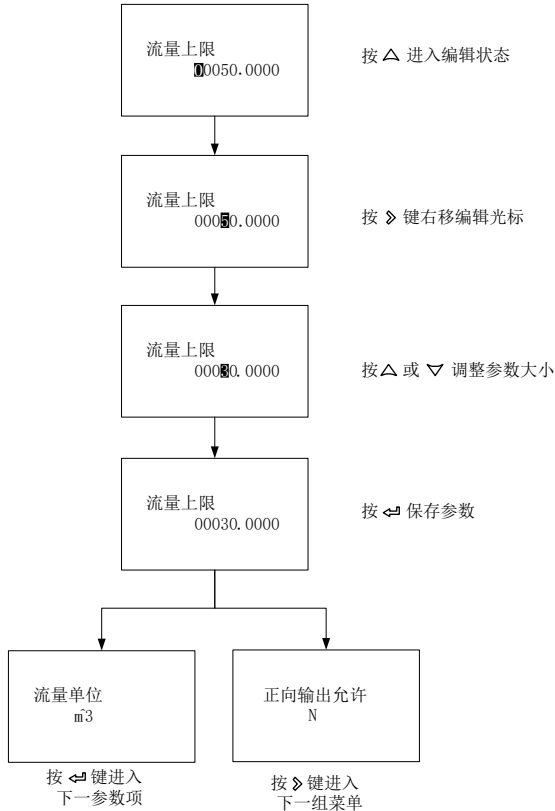 流量上限
00050.0000
按 △ 进入编辑状态
流量上限
00050.0000
按 》 键右移编辑光标
流量上限
00030.0000
按 △ 或 ▽ 调整参数大小
流量上限
00030.0000
按 ↵ 保存参数
流量单位
m^3
正向输出允许
N
按 ↵ 键进入
下一参数项
按 》 键进入
下一组菜单